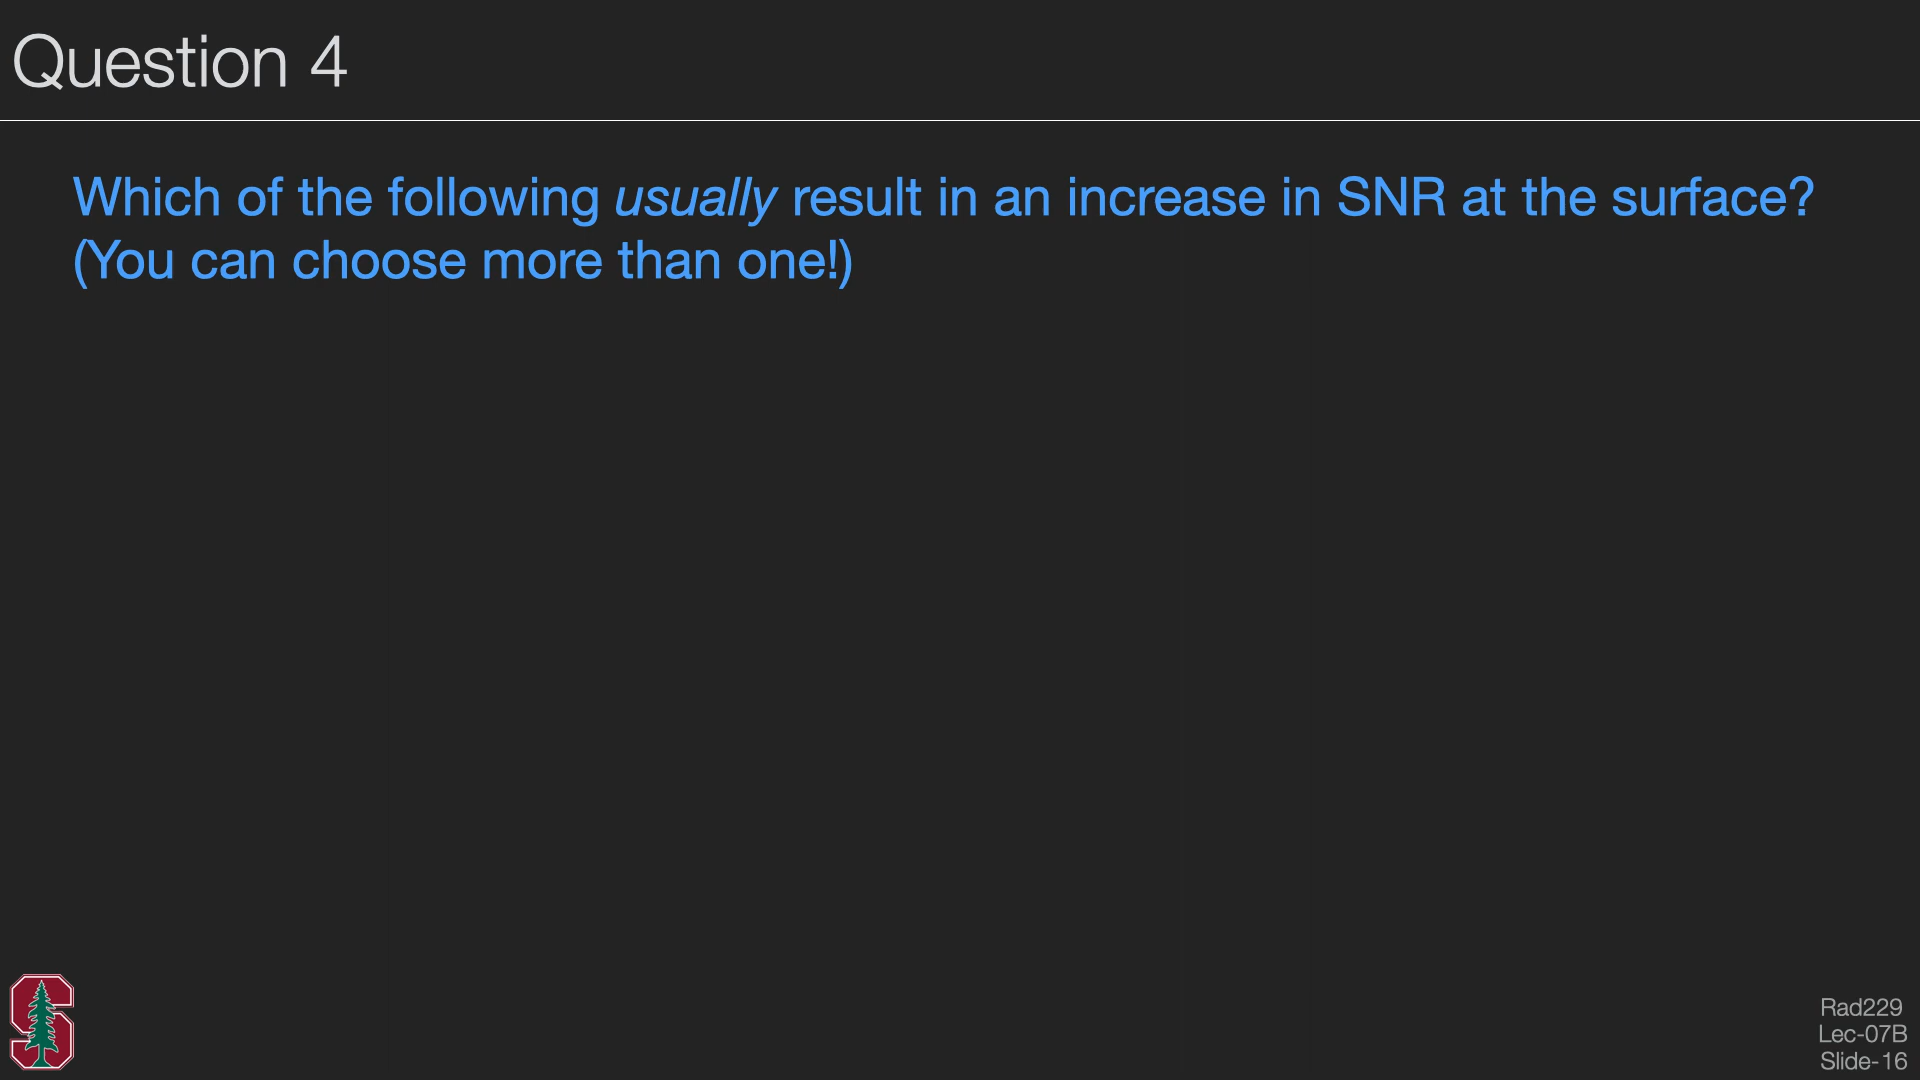 Question 4
Which of the following usually result in an increase in SNR at the surface?
(You can choose more than one!)
Rad229
Lec-07B
Slide-16